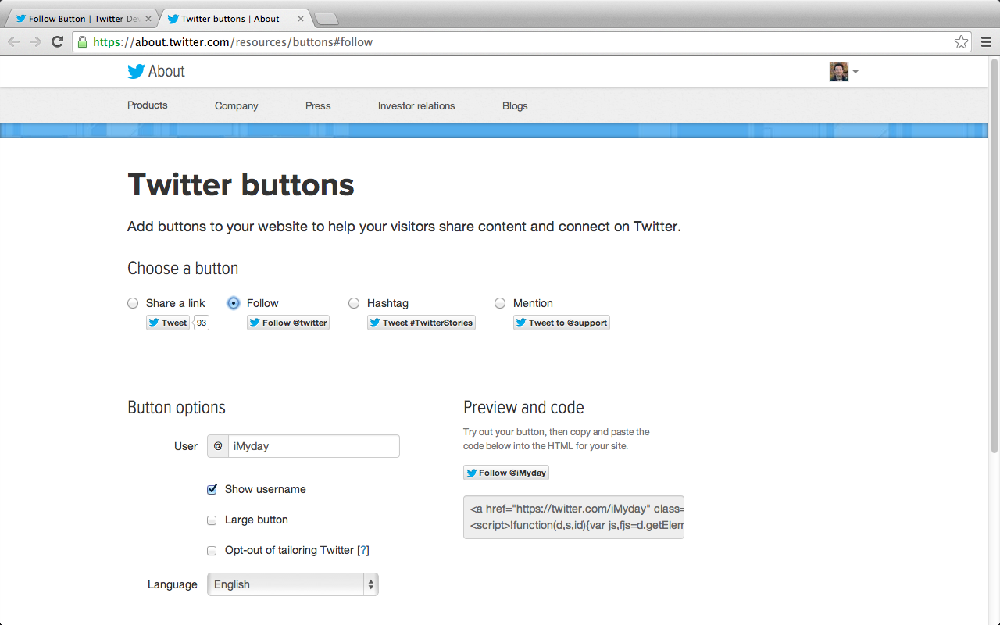 Follow Button | Twitter De
Twitter buttons | About
https://about.twitter.com/resources/buttons#follow
About
Products Company Press Investor relations Blogs
Twitter buttons
Add buttons to your website to help your visitors share content and connect on Twitter.
Choose a button
Share a link Follow Hashtag Mention
Tweet 93 Follow @twitter Tweet #TwitterStories Tweet to @support
Button options
User @ iMyday
Show username
Large button
Opt-out of tailoring Twitter [?]
Language English
Preview and code
Try out your button, then copy and paste the
code below into the HTML for your site.
Follow @iMyday
<a href="https://twitter.com/iMyday" class=
<script>!function(d,s,id){var js,fjs=d.getElem